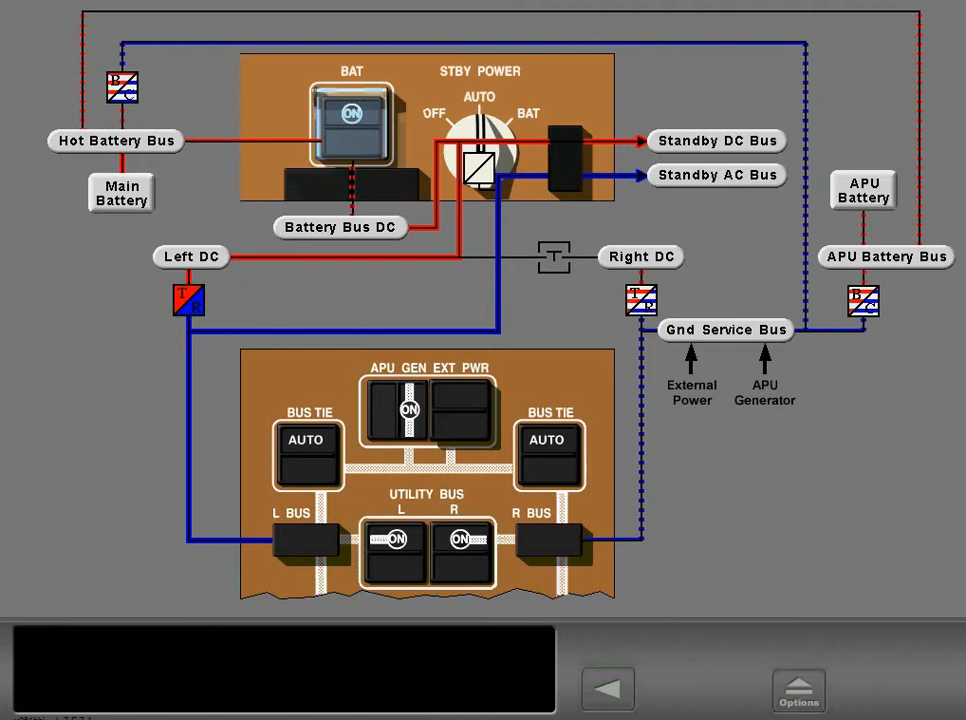 BAT
STBY POWER
AUTO
OFF
BAT
ON
B
C
Hot Battery Bus
Standby DC Bus
Main
Battery
Standby AC Bus
APU
Battery
Battery Bus DC
Left DC
T
Right DC
APU Battery Bus
T
R
T
R
B
C
Gnd Service Bus
External
Power
APU
Generator
APU GEN EXT PWR
ON
BUS TIE
BUS TIE
AUTO
AUTO
UTILITY BUS
L BUS
L
R
R BUS
ON
ON
Options